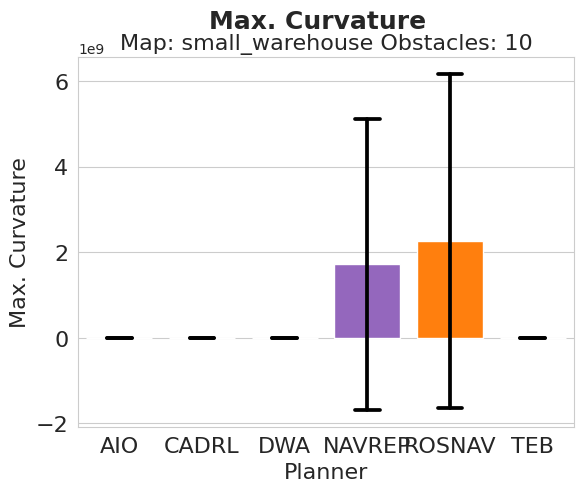 Max. Curvature
Map: small_warehouse Obstacles: 10
1e9
Max. Curvature
6
4
2
0
−2
AIO CADRL DWA NAVREP ROSNAV TEB
Planner